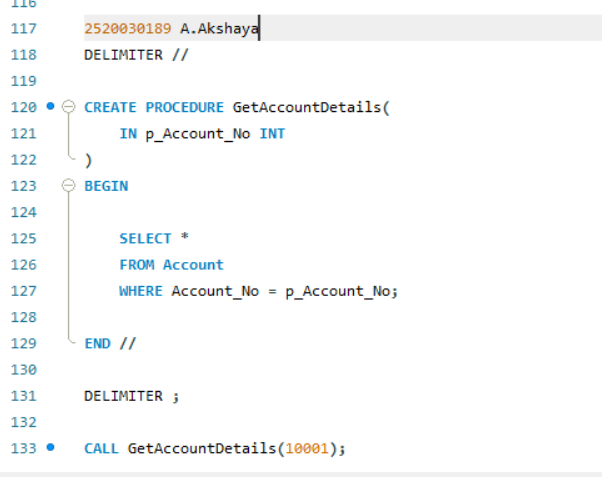 116
117 2520030189 A.Akshaya
118 DELIMITER //
119
120 CREATE PROCEDURE GetAccountDetails(
121 IN p_Account_No INT
122 )
123 BEGIN
124
125 SELECT *
126 FROM Account
127 WHERE Account_No = p_Account_No;
128
129 END //
130
131 DELIMITER ;
132
133 CALL GetAccountDetails(10001);